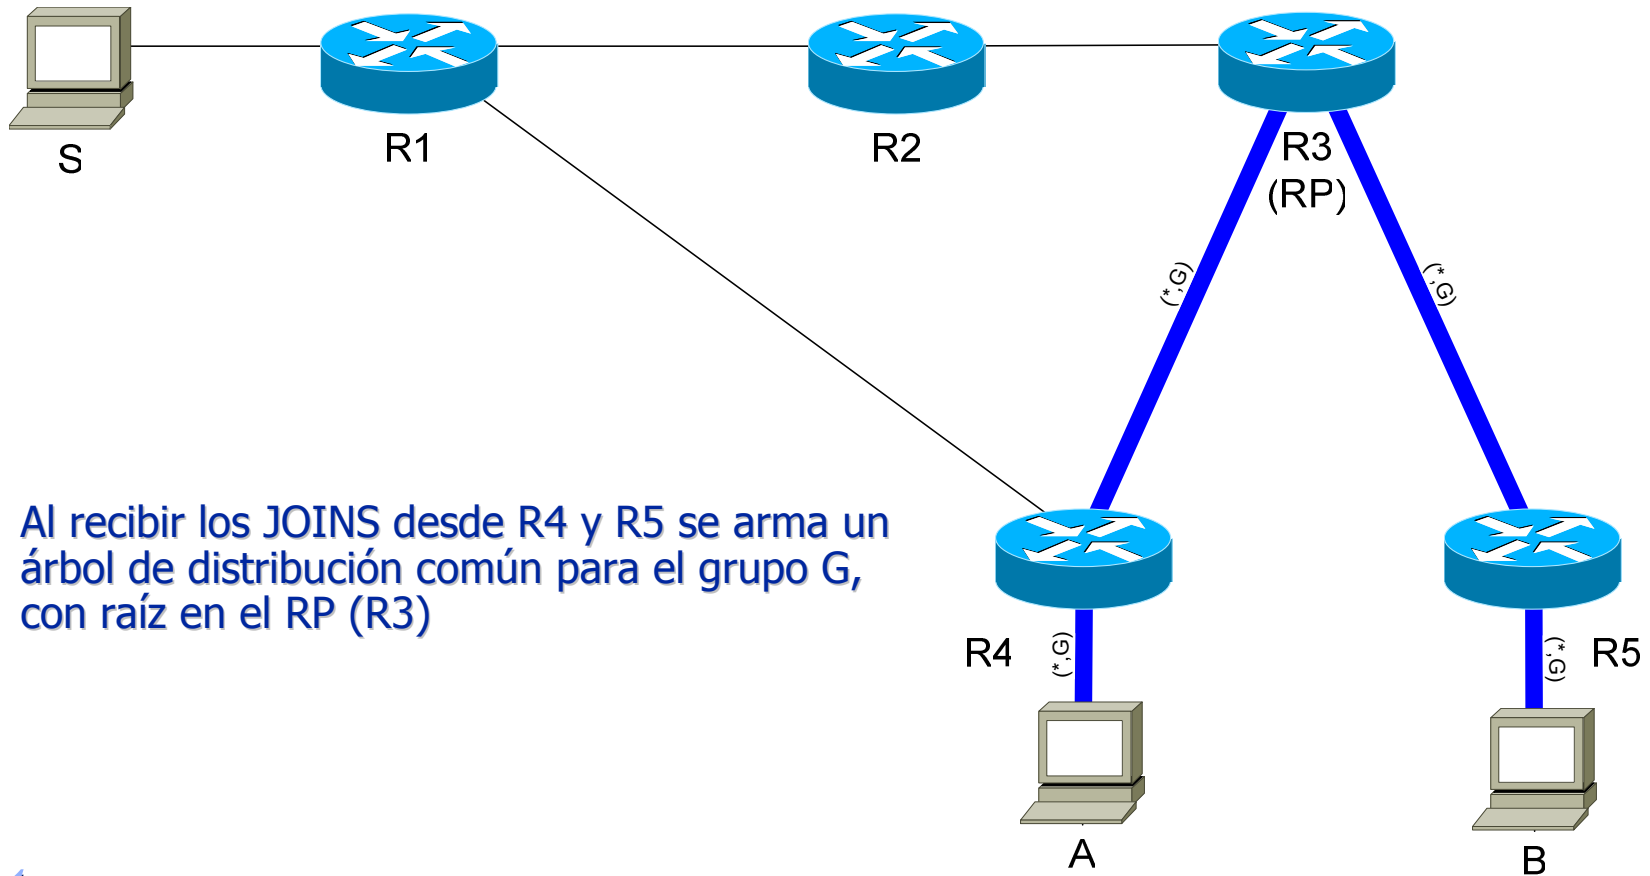 S
R1
R2
R3
(RP)
(*,G)
(*,G)
Al recibir los JOINS desde R4 y R5 se arma un
árbol de distribución común para el grupo G,
con raíz en el RP (R3)
R4
(*,G)
(*,G)
R5
A
B